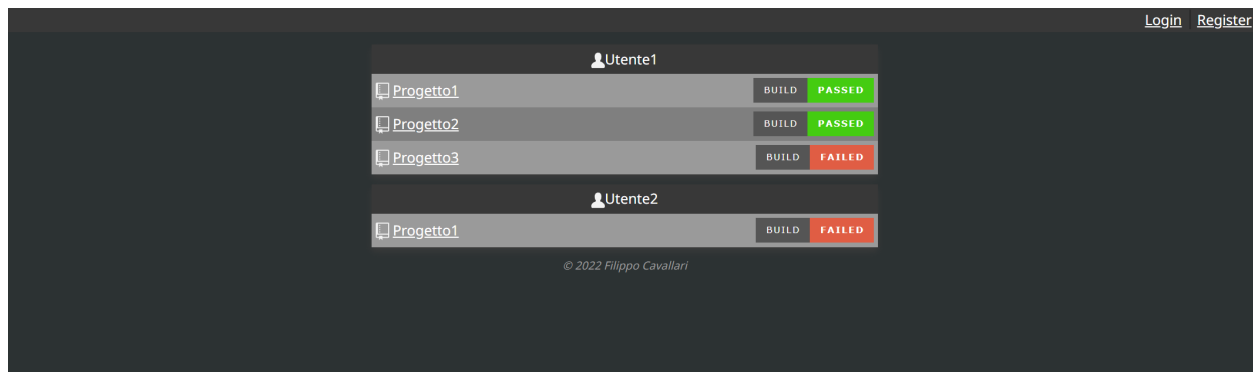 Login Register
Utente1
Progetto1 BUILD PASSED
Progetto2 BUILD PASSED
Progetto3 BUILD FAILED
Utente2
Progetto1 BUILD FAILED
© 2022 Filippo Cavallari